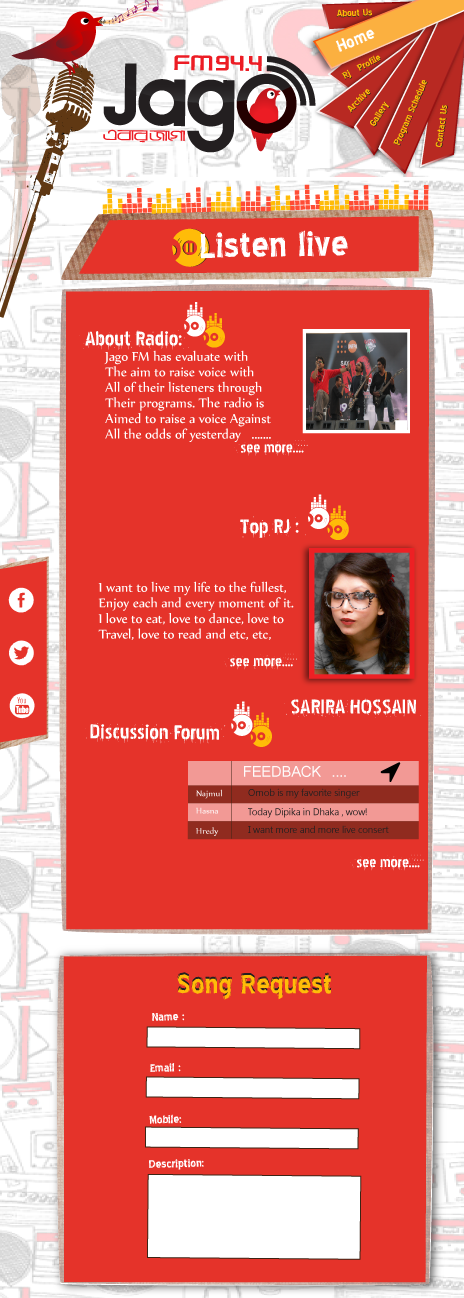 About Us
Home
Rj Profile
Archive
Gallery
Program Schedule
Contact Us
FM94.4
Jago
এবার জাগো
Listen live
About Radio:
Jago FM has evaluate with
The aim to raise voice with
All of their listeners through
Their programs. The radio is
Aimed to raise a voice Against
All the odds of yesterday .......
see more....
Top RJ :
I want to live my life to the fullest,
Enjoy each and every moment of it.
I love to eat, love to dance, love to
Travel, love to read and etc, etc,
see more....
SARIRA HOSSAIN
You
Tube
Discussion Forum
FEEDBACK ....
Najmul Omob is my favorite singer
Hasna Today Dipika in Dhaka , wow!
Hredy I want more and more live consert
see more....
Song Request
Name :
Email :
Mobile:
Description: